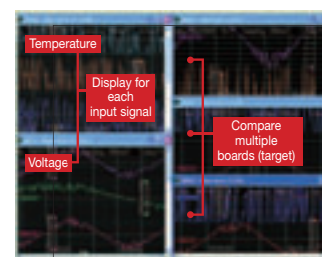 Temperature
Display for
each
input signal
Voltage
Compare
multiple
boards (target)